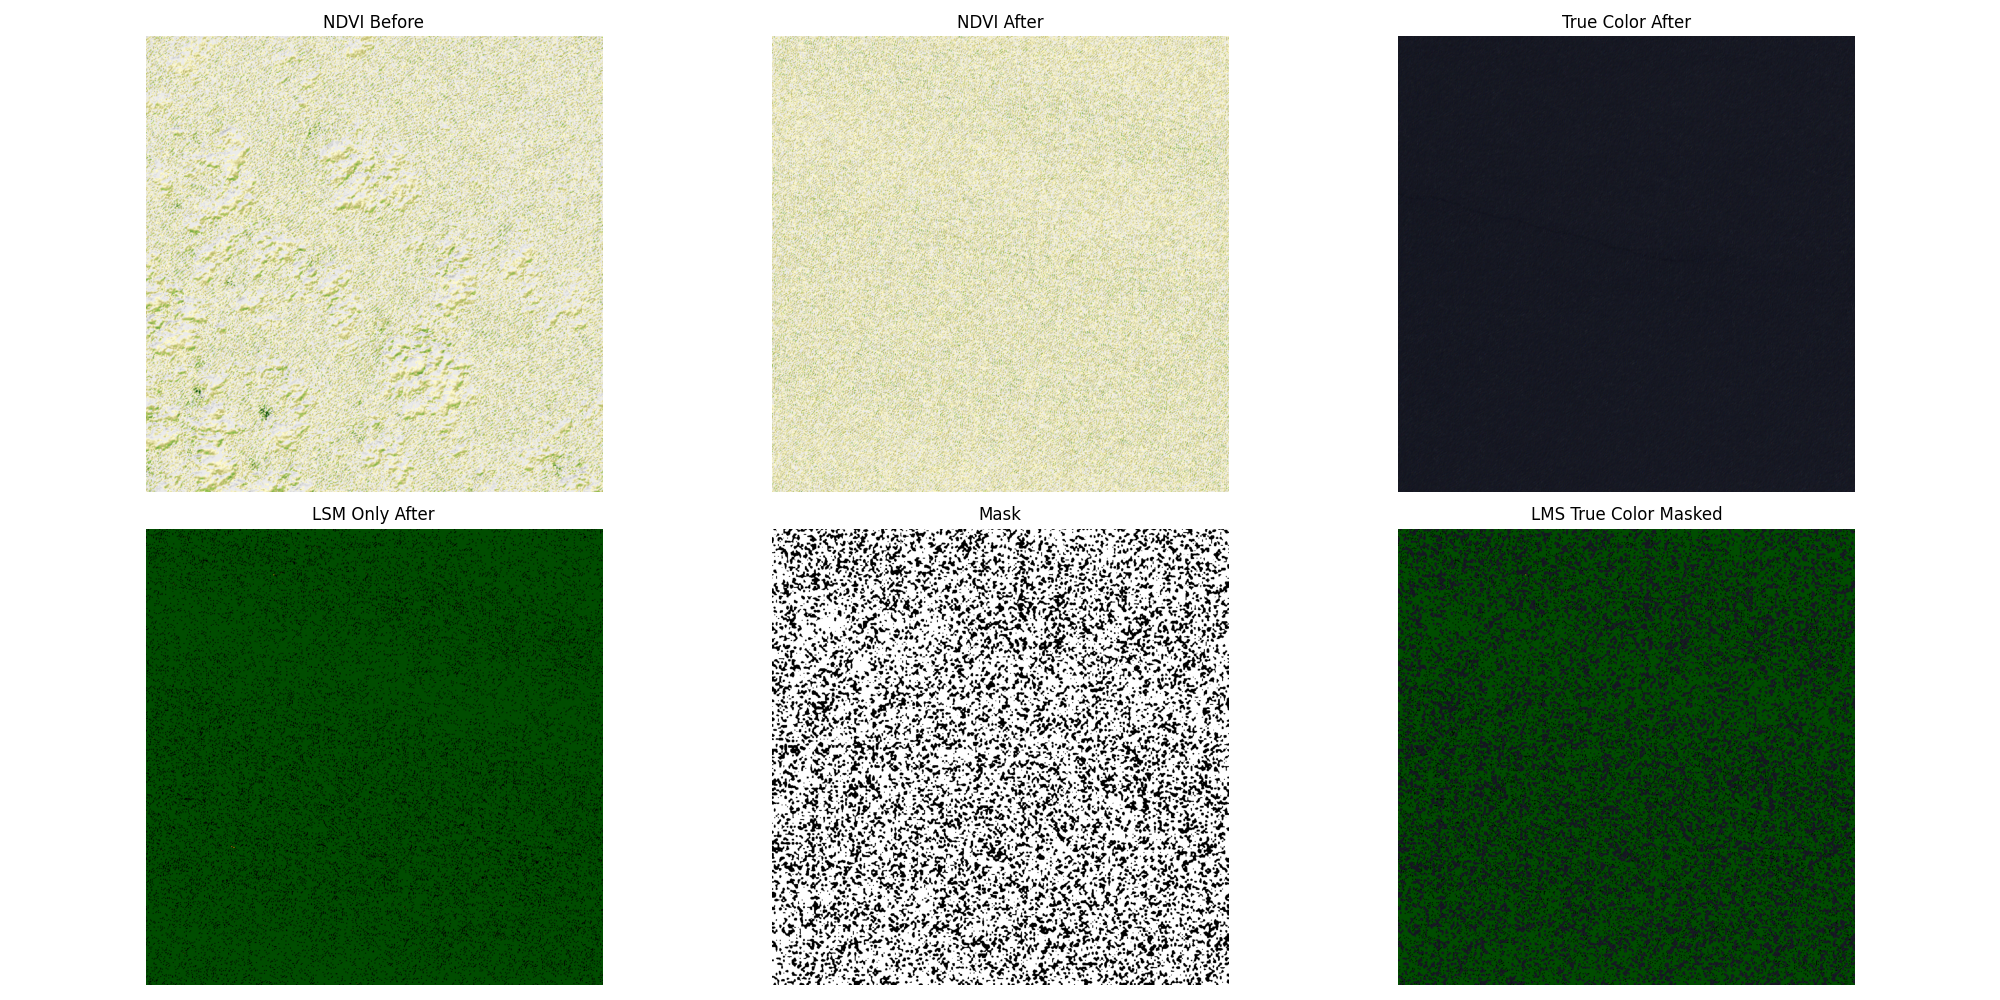 NDVI Before
NDVI After
True Color After
LSM Only After
Mask
LMS True Color Masked